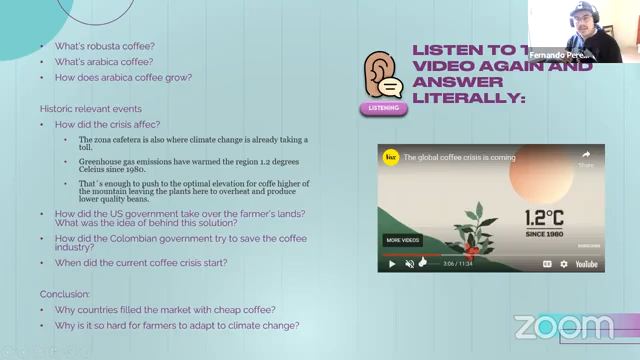 • What's robusta coffee?
• What's arabica coffee?
• How does arabica coffee grow?
Historic relevant events
• How did the crisis affec?
• The zona cafetera is also where climate change is already taking a
toll.
• Greenhouse gas emissions have warmed the region 1.2 degrees
Celcius since 1980.
• That´s enough to push to the optimal elevation for coffe higher of
the mountain leaving the plants here to overheat and produce
lower quality beans.
• How did the US government take over the farmer's lands?
What was the idea of behind this solution?
• How did the Colombian government try to save the coffee
industry?
• When did the current coffee crisis start?
Conclusion:
• Why countries filled the market with cheap coffee?
• Why is it so hard for farmers to adapt to climate change?
LISTENING
LISTEN TO T
VIDEO AGAIN AND
ANSWER
LITERALLY:
Fernando Pere...
Vox
The global coffee crisis is coming
Share
1.2°C
SINCE 1980
MORE VIDEOS
SUBSCRIBE
3:06 / 11:34
CC
YouTube
zoom